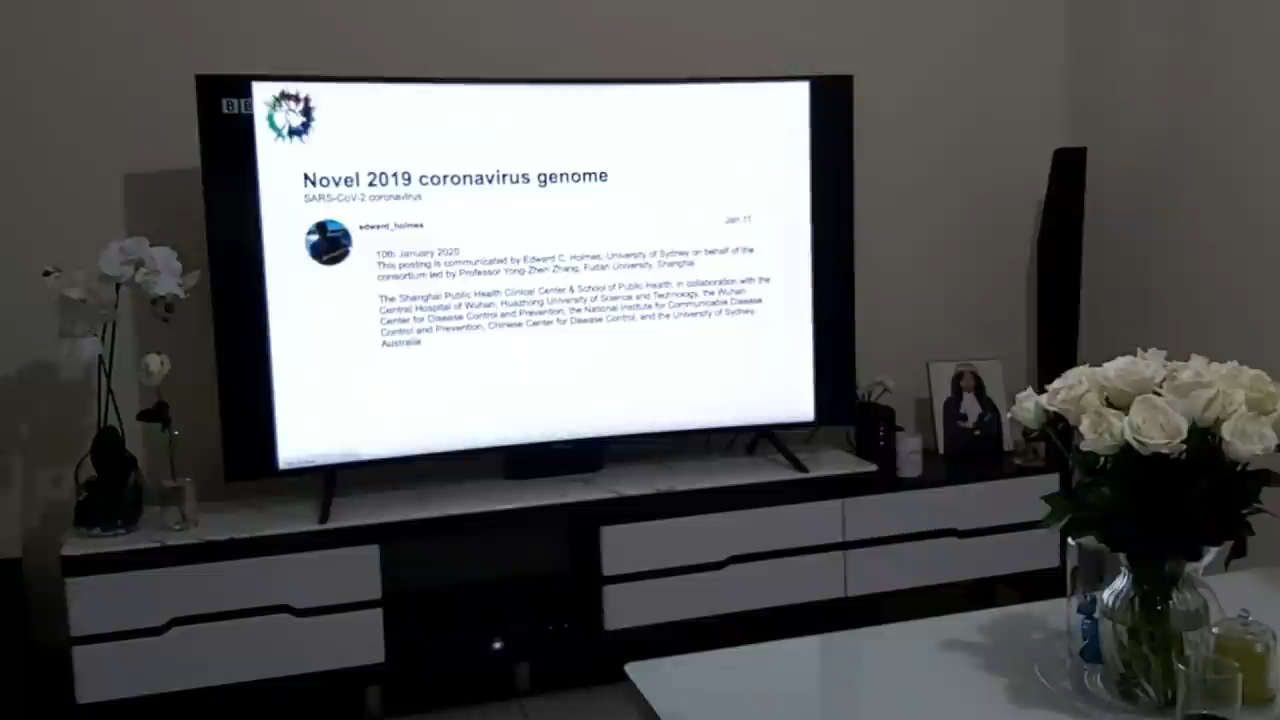 BB
Novel 2019 coronavirus genome
SARS-CoV-2 coronavirus
edward_holmes
Jan 11
10th January 2020
This posting is communicated by Edward C. Holmes, University of Sydney on behalf of the
consortium led by Professor Yong-Zhen Zhang, Fudan University, Shanghai
The Shanghai Public Health Clinical Center & School of Public Health, in collaboration with the
Central Hospital of Wuhan, Huazhong University of Science and Technology, the Wuhan
Center for Disease Control and Prevention, the National Institute for Communicable Disease
Control and Prevention, Chinese Center for Disease Control, and the University of Sydney,
Australia